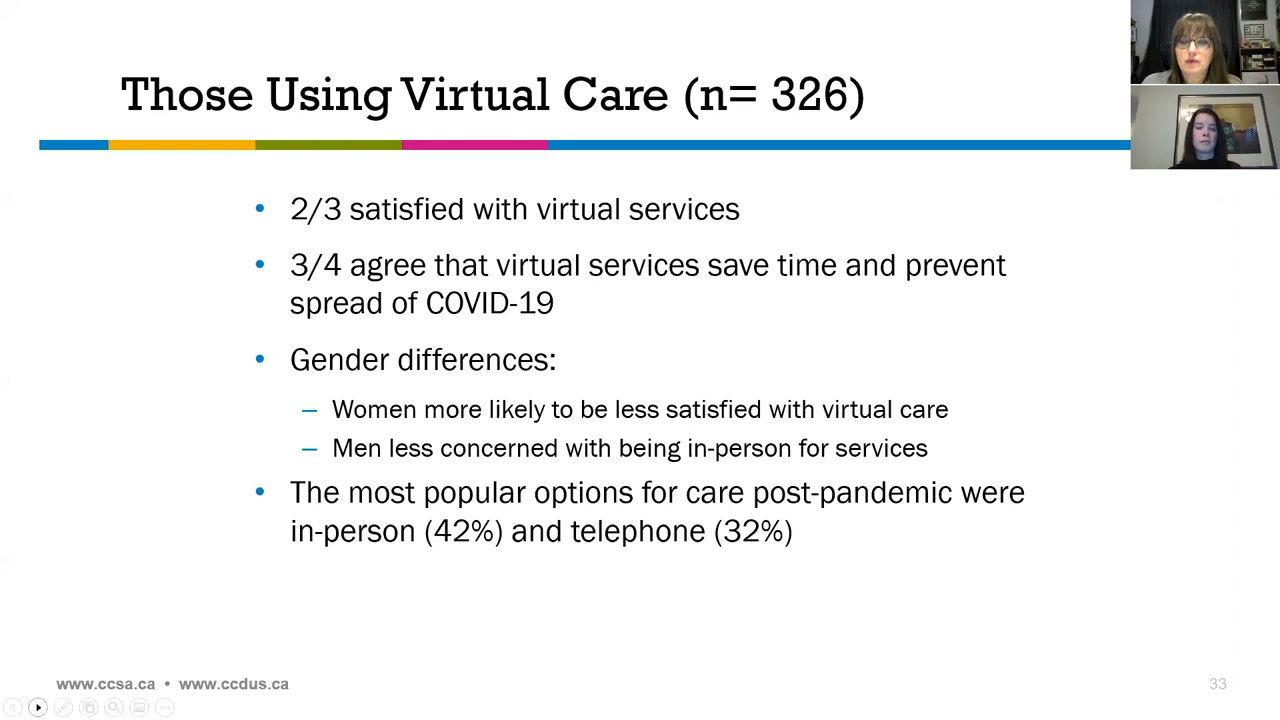 Those Using Virtual Care (n= 326)
• 2/3 satisfied with virtual services
• 3/4 agree that virtual services save time and prevent
spread of COVID-19
• Gender differences:
– Women more likely to be less satisfied with virtual care
– Men less concerned with being in-person for services
• The most popular options for care post-pandemic were
in-person (42%) and telephone (32%)
www.ccsa.ca • www.ccdus.ca
33